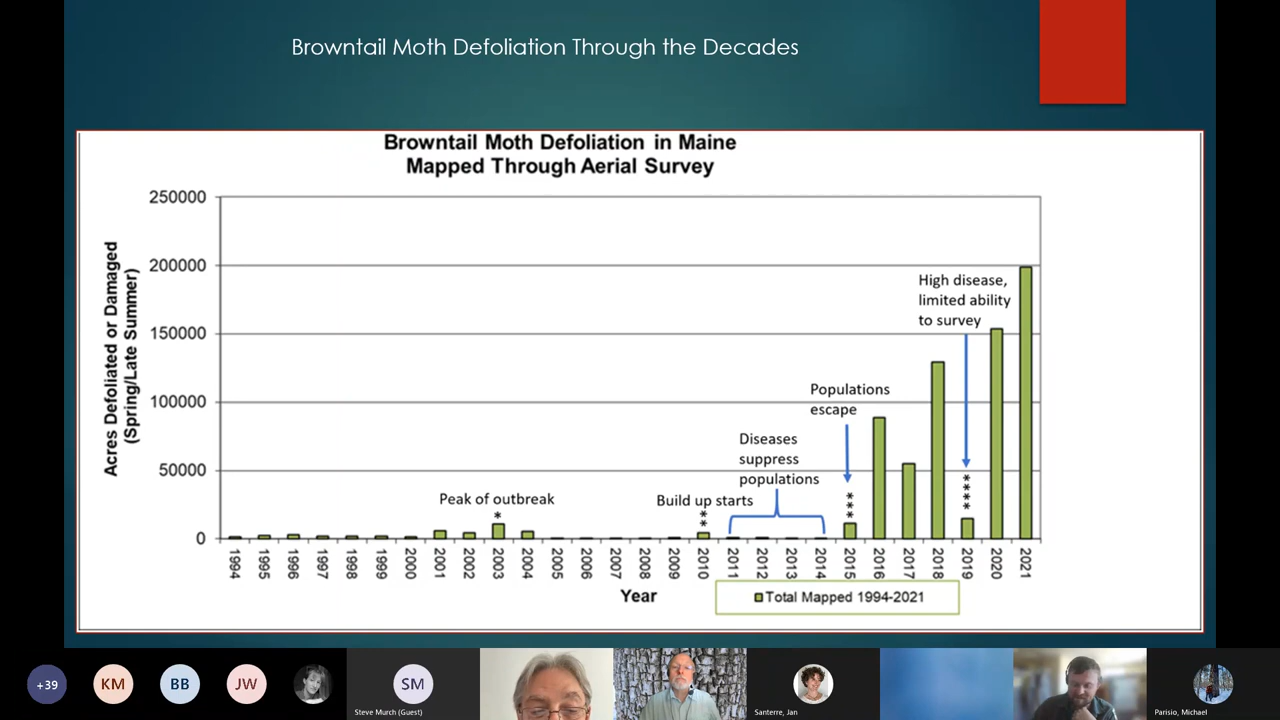 Browntail Moth Defoliation Through the Decades
Browntail Moth Defoliation in Maine
Mapped Through Aerial Survey
Acres Defoliated or Damaged
(Spring/Late Summer)
250000
200000
150000
100000
50000
0
Peak of outbreak
*
Build up starts
**
Diseases
suppress
populations
Populations
escape
***
High disease,
limited ability
to survey
****
1994 1995 1996 1997 1998 1999 2000 2001 2002 2003 2004 2005 2006 2007 2008 2009 2010 2011 2012 2013 2014 2015 2016 2017 2018 2019 2020 2021
Year
Total Mapped 1994-2021
+39
KM
BB
JW
SM
Steve Murch (Guest)
Santerre, Jan
Parisio, Michael